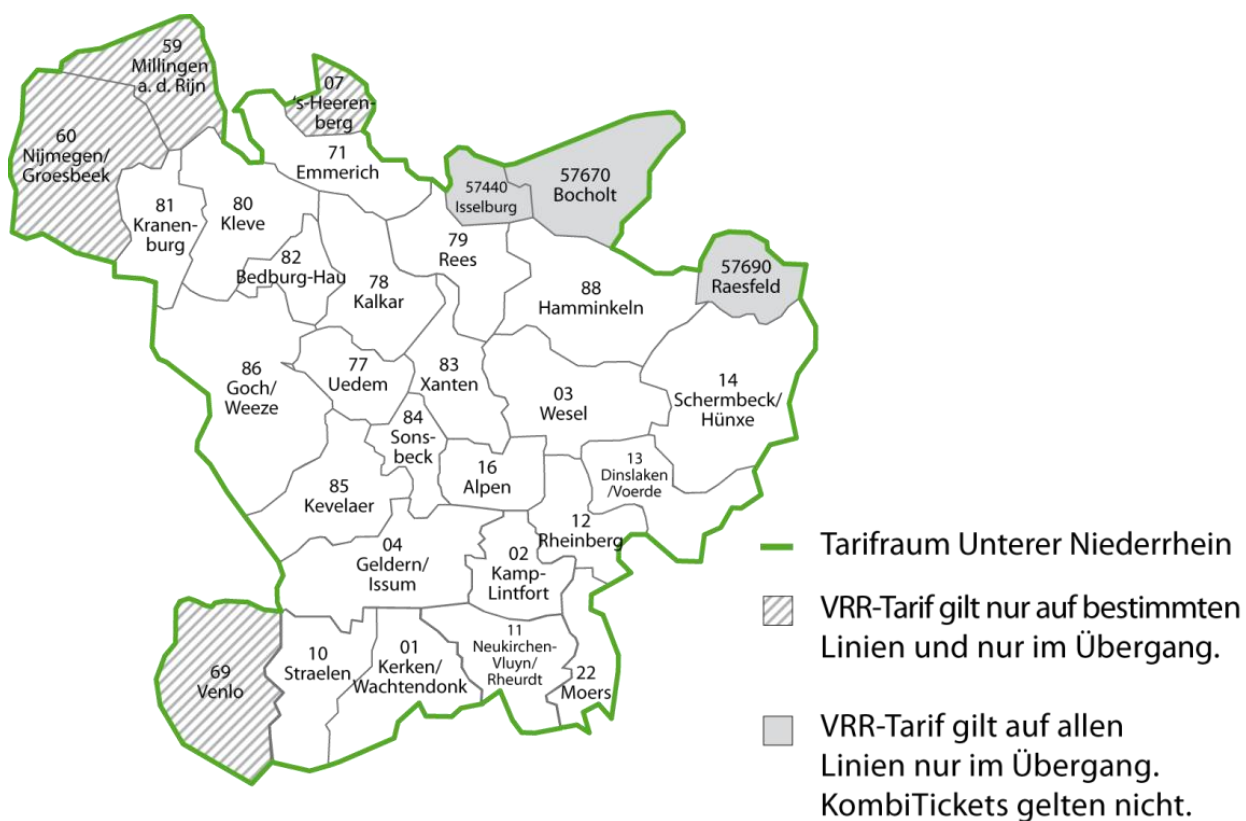 59
Millingen
a. d. Rijn
07
's-Heeren-
berg
60
Nijmegen/
Groesbeek
71
Emmerich
57440
Isselburg
57670
Bocholt
81
Kranen-
burg
80
Kleve
82
Bedburg-Hau
78
Kalkar
79
Rees
88
Hamminkeln
57690
Raesfeld
86
Goch/
Weeze
77
Uedem
83
Xanten
03
Wesel
14
Schermbeck/
Hünxe
84
Sons-
beck
85
Kevelaer
16
Alpen
13
Dinslaken
/Voerde
12
Rheinberg
04
Geldern/
Issum
02
Kamp-
Lintfort
69
Venlo
10
Straelen
01
Kerken/
Wachtendonk
11
Neukirchen-
Vluyn/
Rheurdt
22
Moers
Tarifraum Unterer Niederrhein
VRR-Tarif gilt nur auf bestimmten
Linien und nur im Übergang.
VRR-Tarif gilt auf allen
Linien nur im Übergang.
KombiTickets gelten nicht.